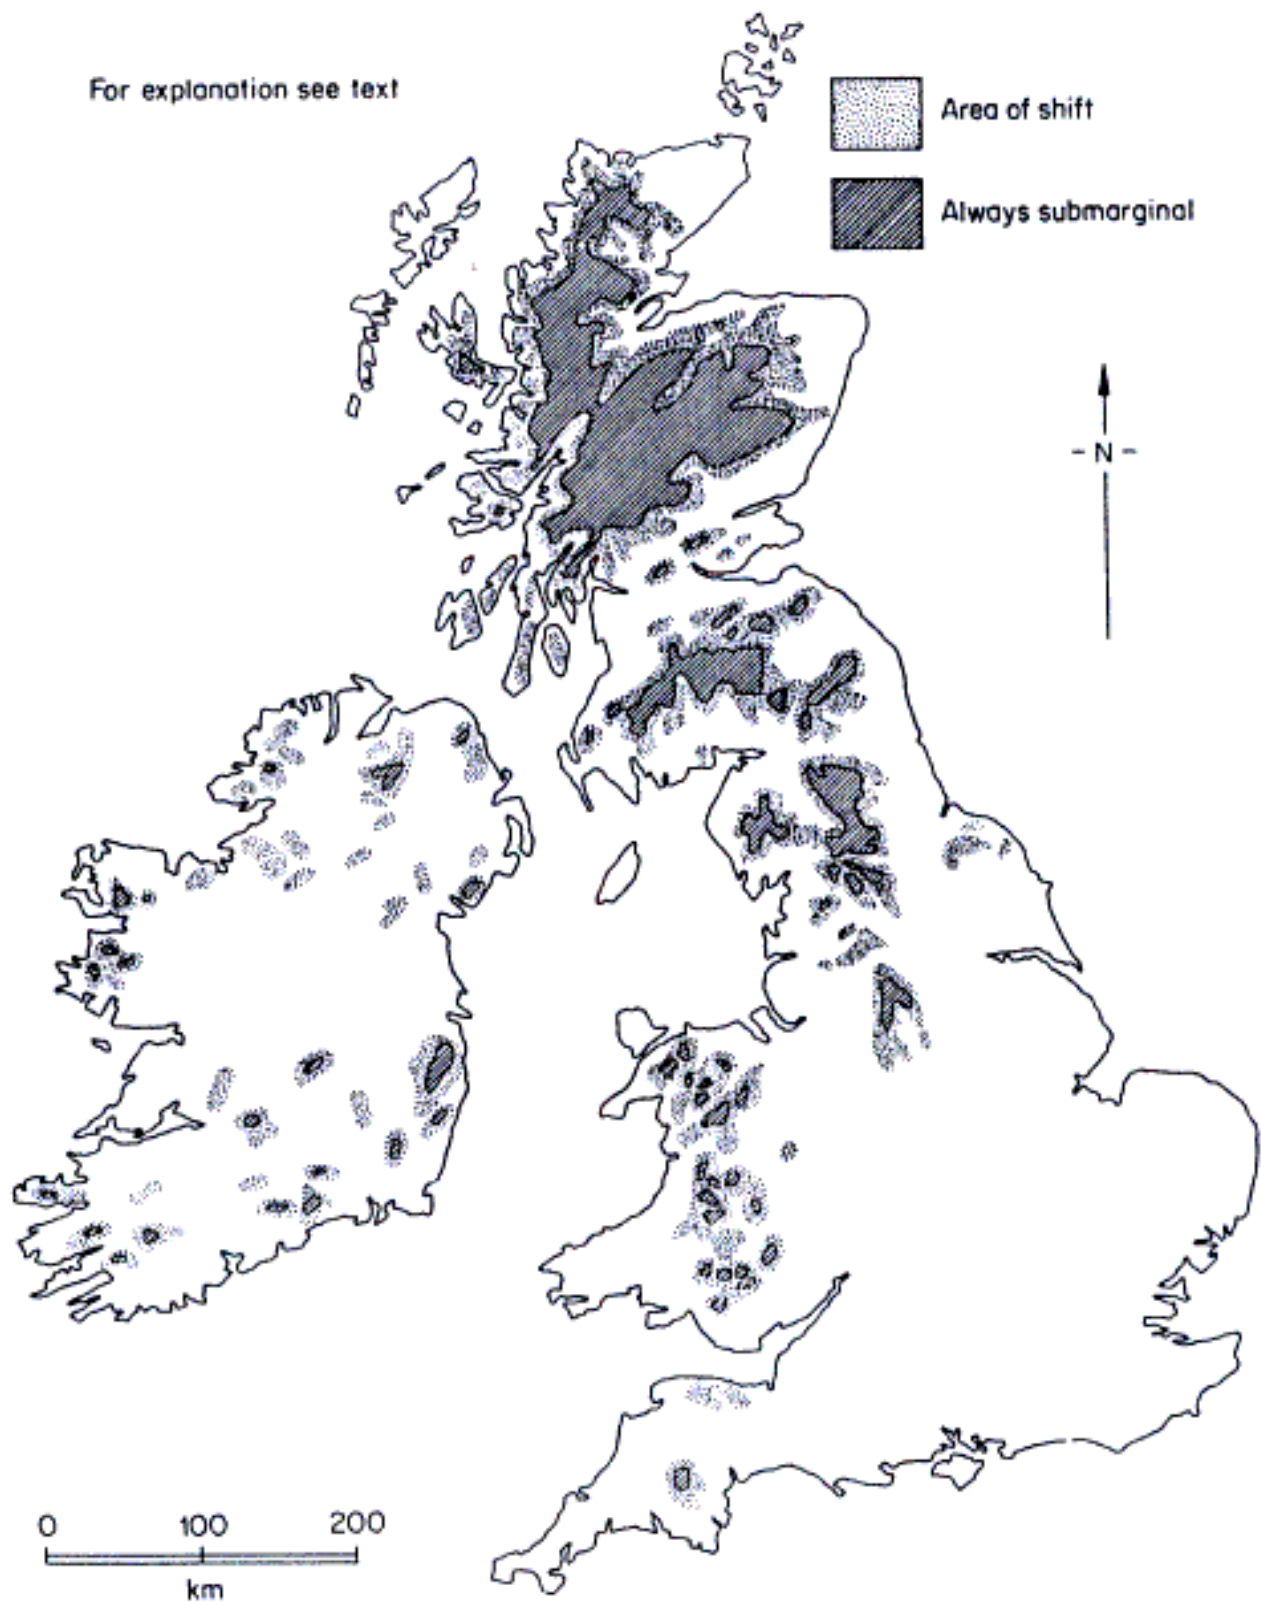 For explanation see text
Area of shift
Always submarginal
- N -
0 100 200
km